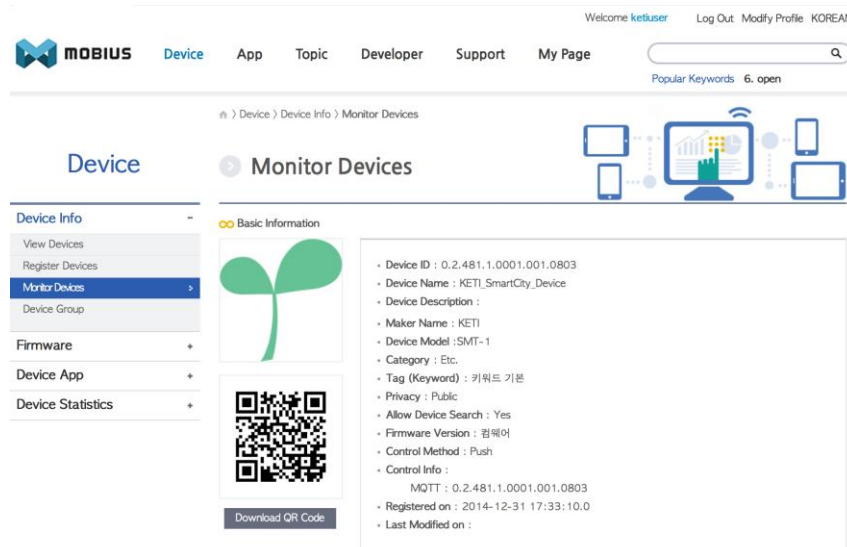 Welcome ketiuser Log Out Modify Profile KOREAN
MOBIUS Device App Topic Developer Support My Page
Popular Keywords 6. open
Device > Device Info > Monitor Devices
Device
Monitor Devices
Device Info -
View Devices
Register Devices
Monitor Devices >
Device Group
Firmware +
Device App +
Device Statistics +
Basic Information
Download QR Code
• Device ID : 0.2.481.1.0001.001.0803
• Device Name : KETI_SmartCity_Device
• Device Description :
• Maker Name : KETI
• Device Model :SMT-1
• Category : Etc.
• Tag (Keyword) : 키워드 기본
• Privacy : Public
• Allow Device Search : Yes
• Firmware Version : 컴웨어
• Control Method : Push
• Control Info :
MQTT : 0.2.481.1.0001.001.0803
• Registered on : 2014-12-31 17:33:10.0
• Last Modified on :